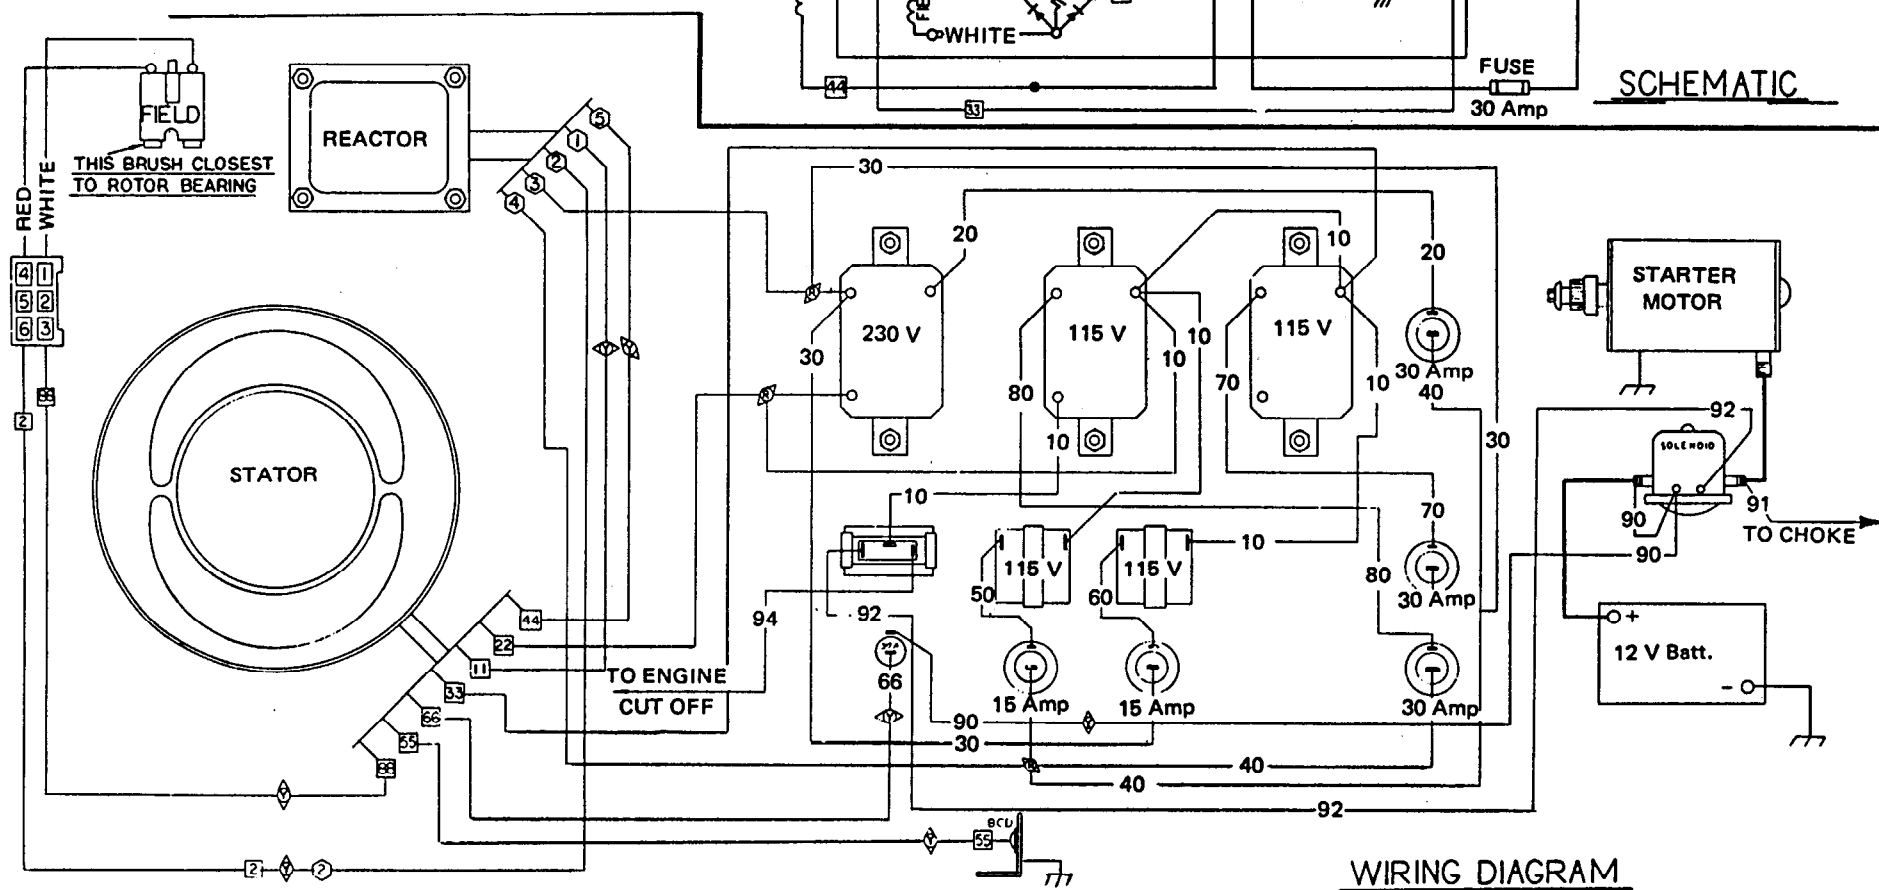 FIE
WHITE
44
33
FUSE
30 Amp
SCHEMATIC
FIELD
THIS BRUSH CLOSEST
TO ROTOR BEARING
RED
WHITE
REACTOR
5
1
2
3
4
4 1
5 2
6 3
88
2
STATOR
44
22
11
33
66
55
88
Y
Y
30
20
10
20
R
230 V
115 V
115 V
30
10
10
80
70
10
30 Amp
40
R
10
30
10
70
115 V
115 V
10
50
60
80
30 Amp
94
92
TO ENGINE
CUT OFF
66
Y
15 Amp
15 Amp
30 Amp
90
30
40
40
92
Y
2
Y
2
Y
55
BCD
STARTER
MOTOR
92
SOLENOID
90
91
TO CHOKE
90
+
12 V Batt.
-
WIRING DIAGRAM